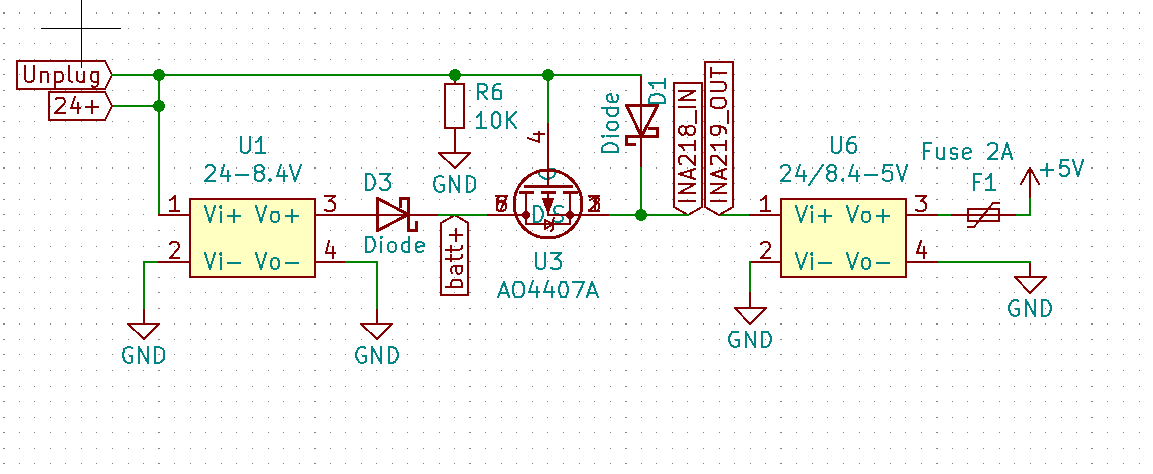 Unplug
24+
U1
24-8.4V
1
Vi+ Vo+
3
2
Vi- Vo-
4
GND
GND
D3
Diode
batt+
R6
10K
GND
4
G
D
S
U3
AO4407A
Diode
D1
INA218_IN
INA219_OUT
U6
24/8.4-5V
1
Vi+ Vo+
3
2
Vi- Vo-
4
GND
Fuse 2A
F1
+5V
GND